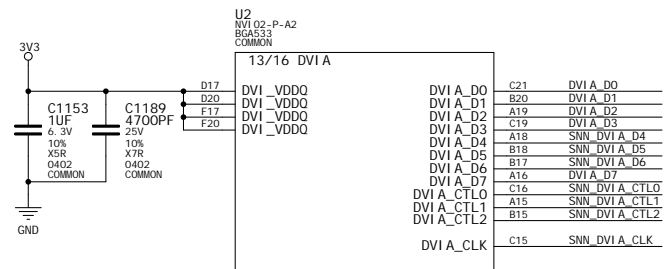 U2
NVIO2-P-A2
BGA533
COMMON
3V3
13/16 DVIA
D17 DVI_VDDQ
D20 DVI_VDDQ
F17 DVI_VDDQ
F20 DVI_VDDQ
C1153
1UF
6.3V
10%
X5R
0402
COMMON
C1189
4700PF
25V
10%
X7R
0402
COMMON
GND
DVIA_D0 C21 DVIA_D0
DVIA_D1 B20 DVIA_D1
DVIA_D2 A19 DVIA_D2
DVIA_D3 C19 DVIA_D3
DVIA_D4 A18 SNN_DVIA_D4
DVIA_D5 B18 SNN_DVIA_D5
DVIA_D6 B17 SNN_DVIA_D6
DVIA_D7 A16 DVIA_D7
DVIA_CTL0 C16 SNN_DVIA_CTL0
DVIA_CTL1 A15 SNN_DVIA_CTL1
DVIA_CTL2 B15 SNN_DVIA_CTL2
DVIA_CLK C15 SNN_DVIA_CLK